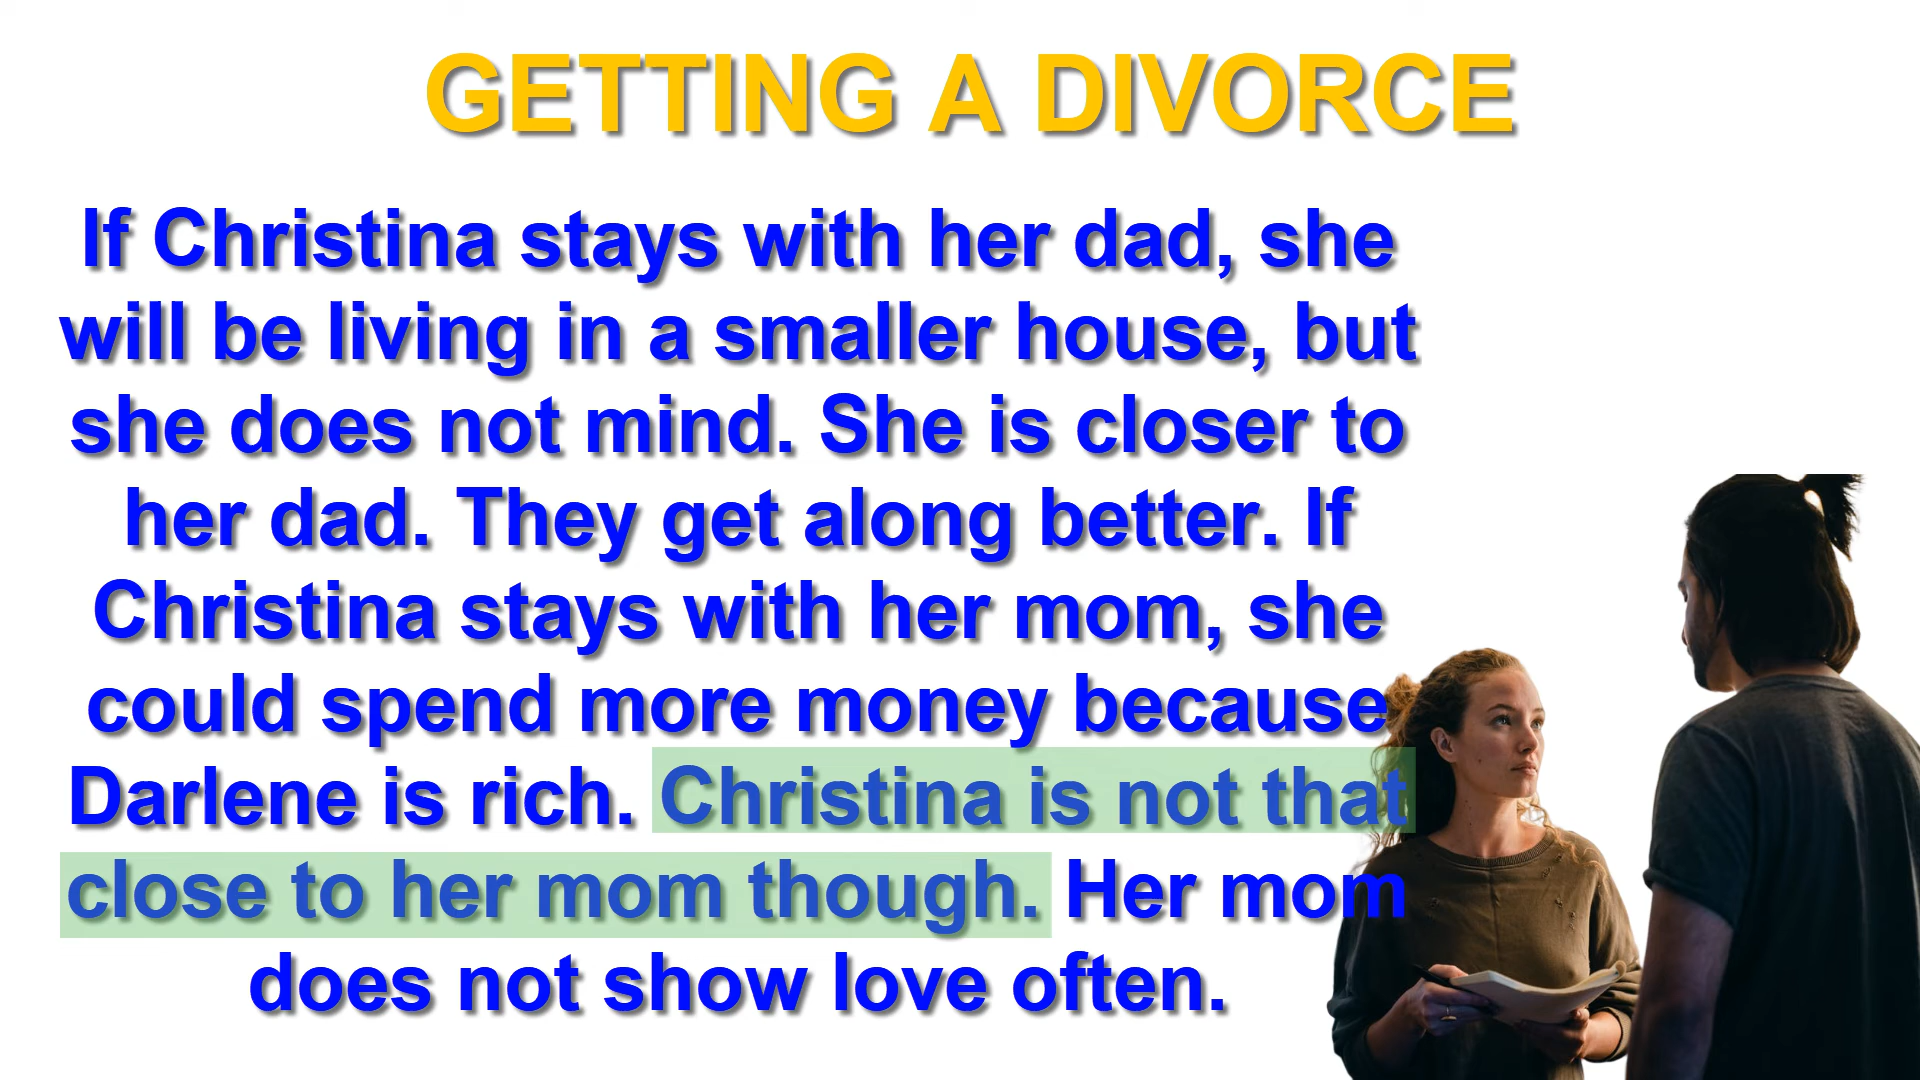 GETTING A DIVORCE
If Christina stays with her dad, she
will be living in a smaller house, but
she does not mind. She is closer to
her dad. They get along better. If
Christina stays with her mom, she
could spend more money because
Darlene is rich. Christina is not that
close to her mom though. Her mom
does not show love often.